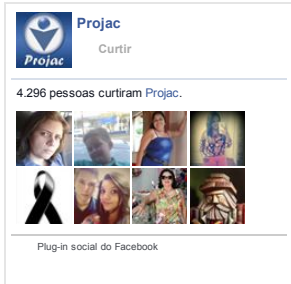 Projac
Projac
Curtir
4.296 pessoas curtiram Projac.
Plug-in social do Facebook